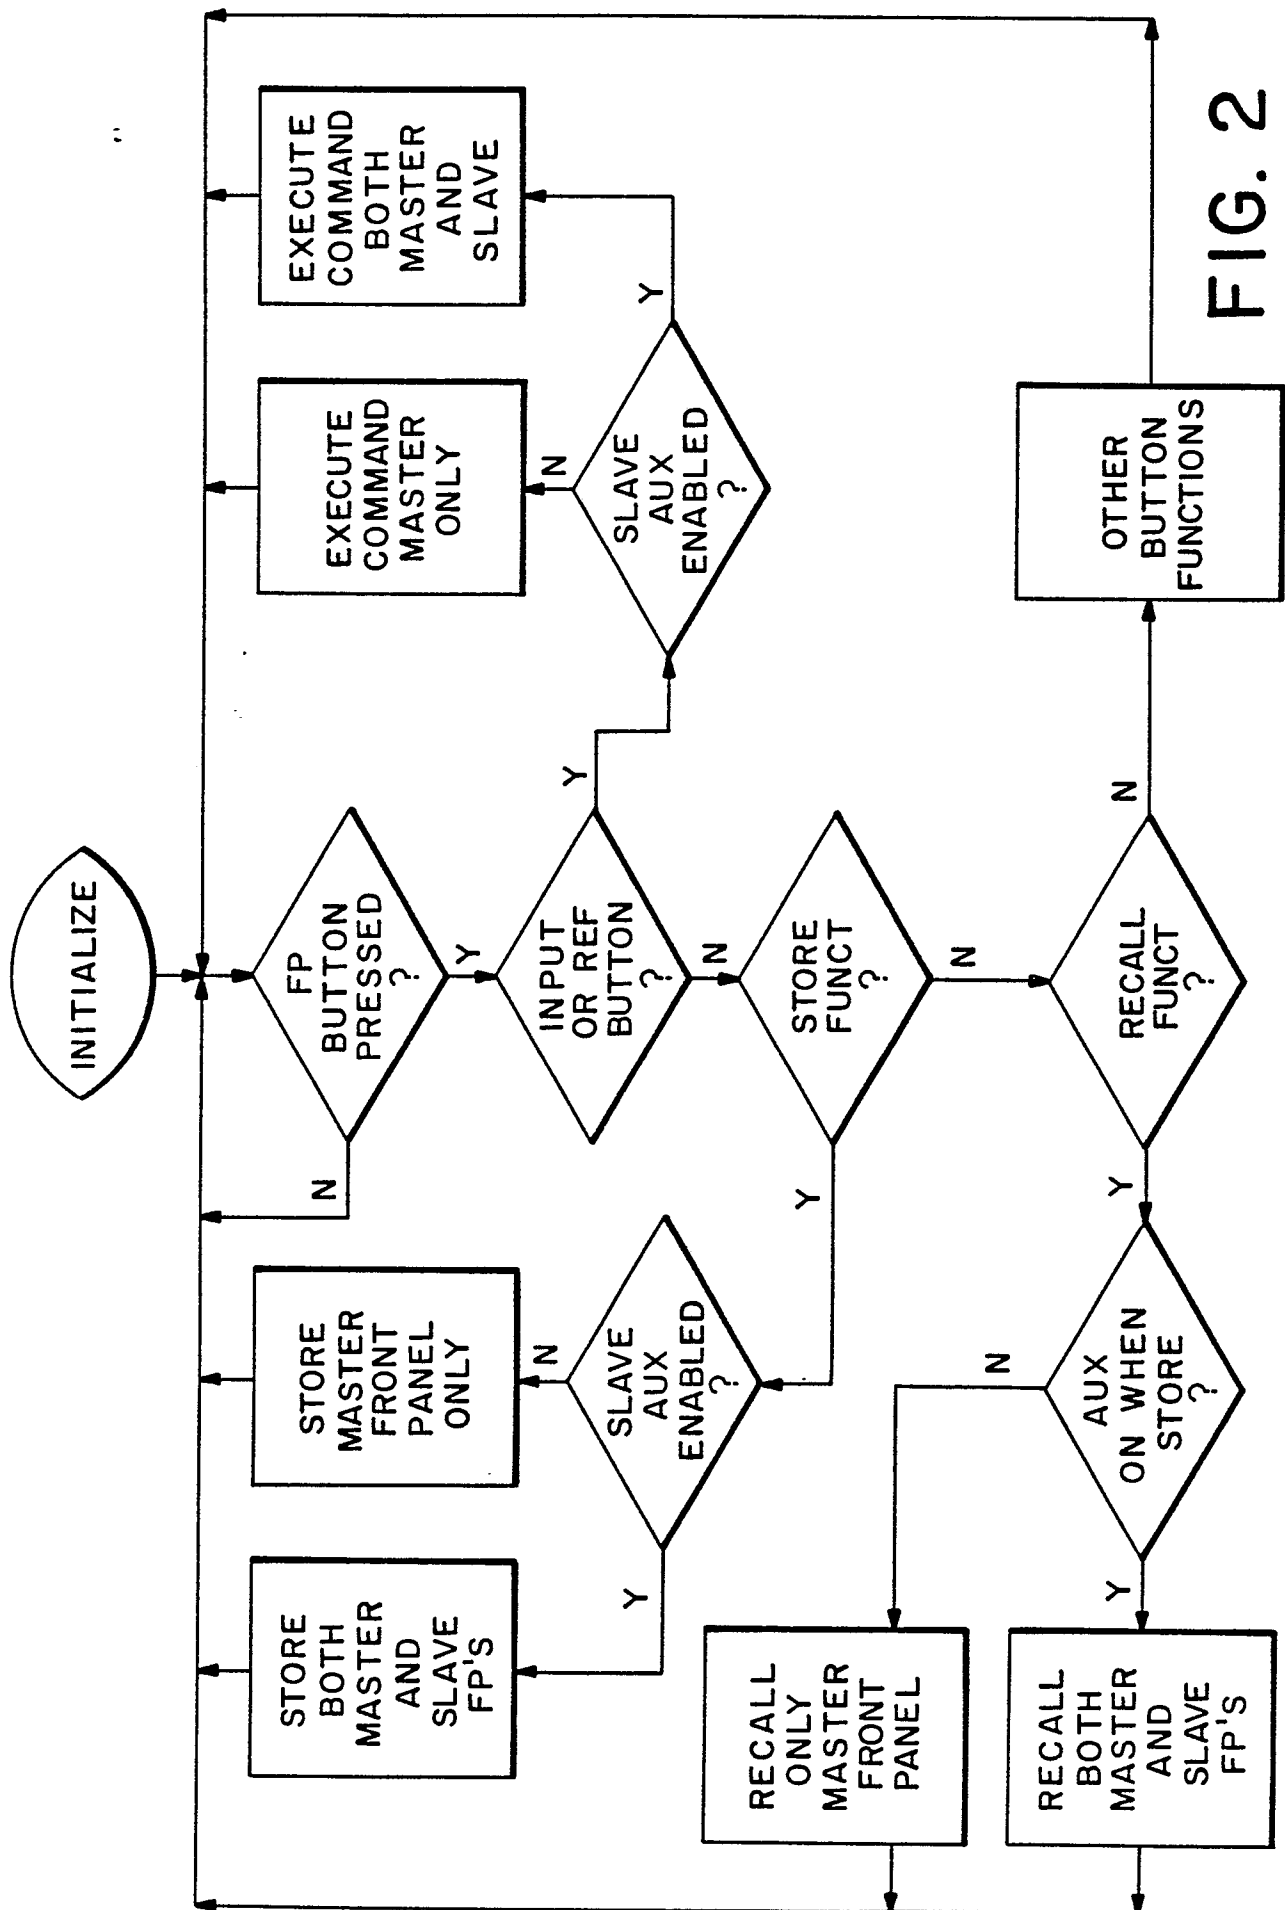 INITIALIZE
FP
BUTTON
PRESSED
?
N
Y
INPUT
OR REF
BUTTON
?
Y
N
SLAVE
AUX
ENABLED
?
N
Y
EXECUTE
COMMAND
MASTER
ONLY
EXECUTE
COMMAND
BOTH
MASTER
AND
SLAVE
STORE
FUNCT
?
Y
N
SLAVE
AUX
ENABLED
?
Y
N
STORE
BOTH
MASTER
AND
SLAVE
FP'S
STORE
MASTER
FRONT
PANEL
ONLY
RECALL
FUNCT
?
Y
N
AUX
ON WHEN
STORE
?
N
Y
RECALL
ONLY
MASTER
FRONT
PANEL
RECALL
BOTH
MASTER
AND
SLAVE
FP'S
OTHER
BUTTON
FUNCTIONS
FIG. 2